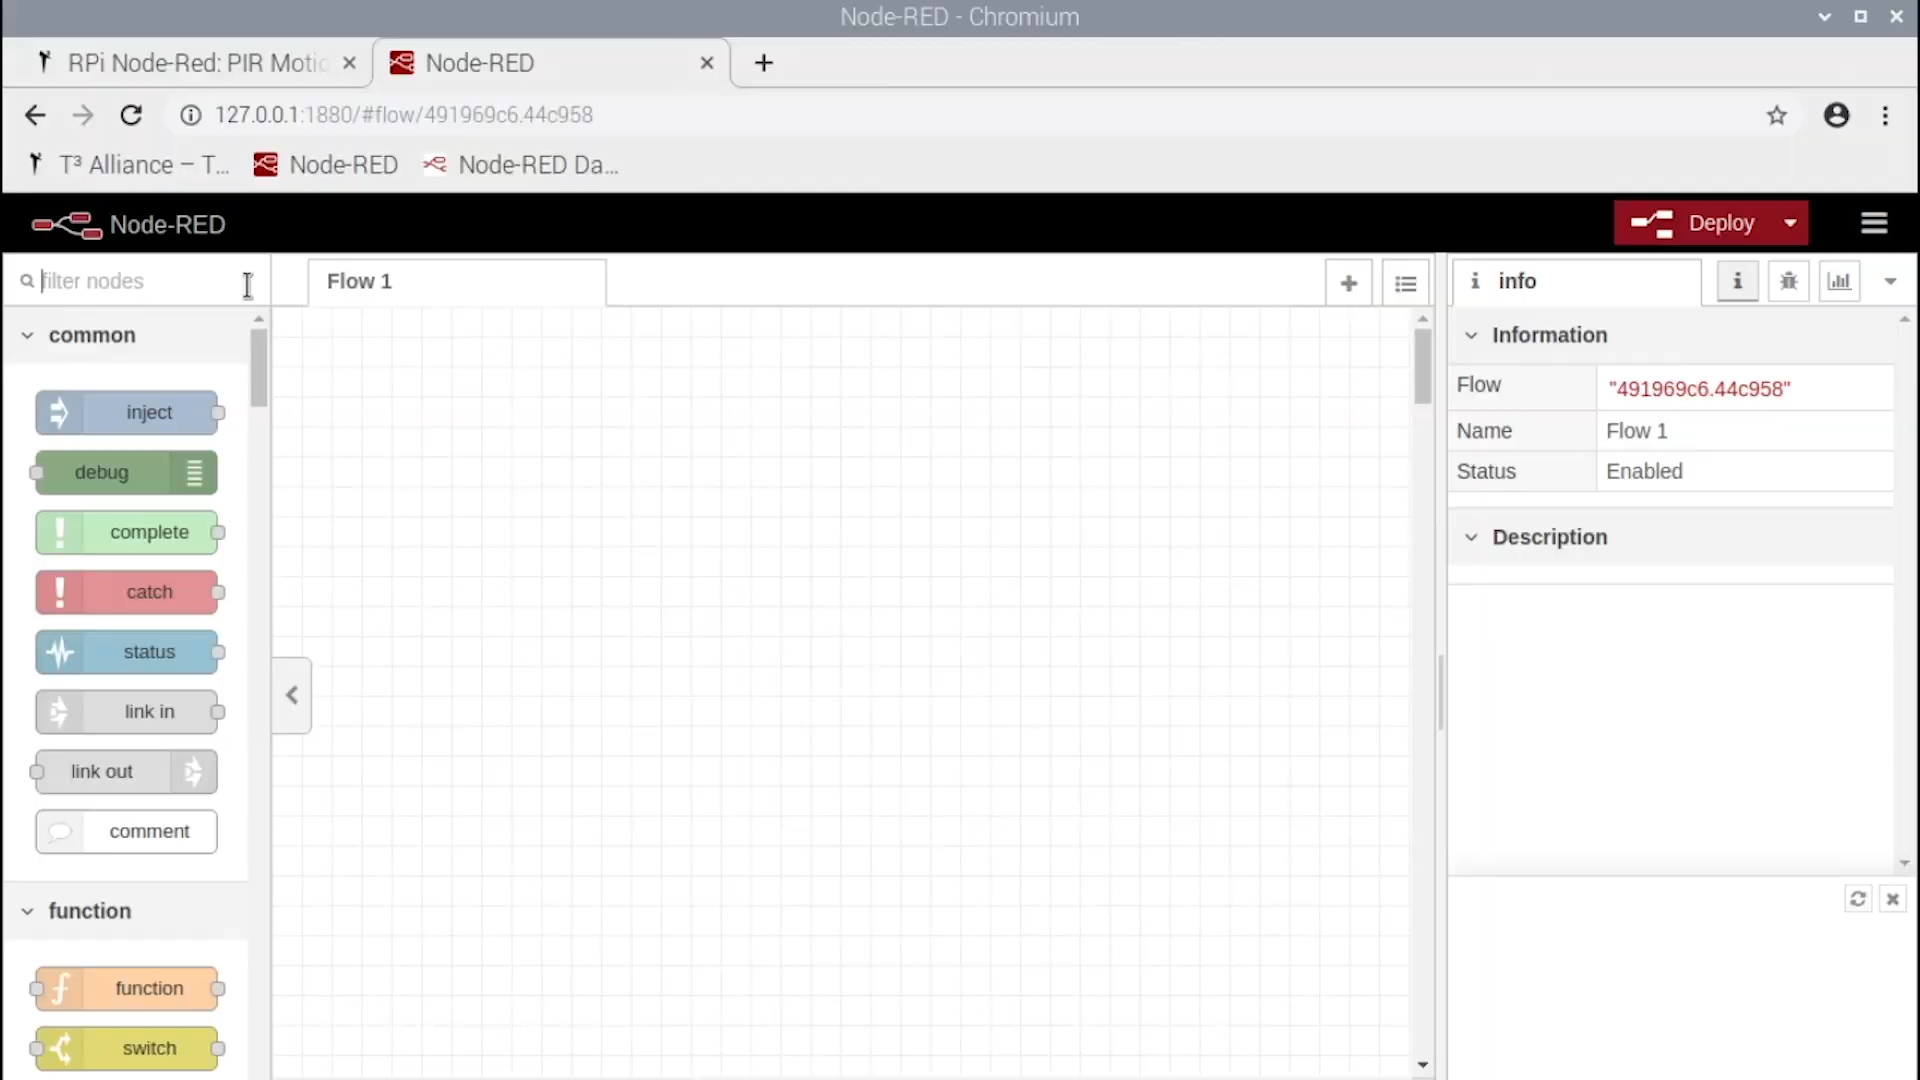 Node-RED - Chromium
RPi Node-Red: PIR Motio
Node-RED
127.0.0.1:1880/#flow/491969c6.44c958
T³ Alliance – T...
Node-RED
Node-RED Da...
Node-RED
Deploy
filter nodes
Flow 1
info
common
inject
debug
complete
catch
status
link in
link out
comment
function
function
switch
Information
Flow "491969c6.44c958"
Name Flow 1
Status Enabled
Description